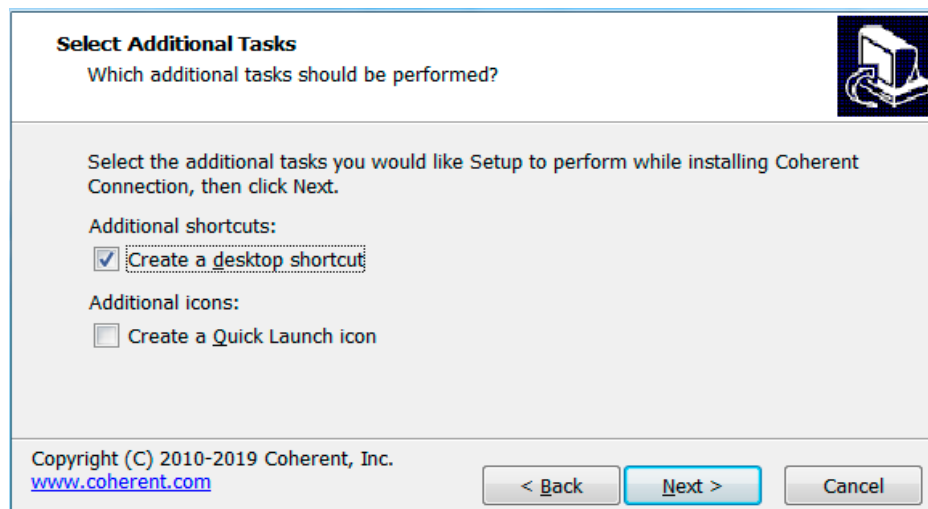 Select Additional Tasks
Which additional tasks should be performed?
Select the additional tasks you would like Setup to perform while installing Coherent
Connection, then click Next.
Additional shortcuts:
Create a desktop shortcut
Additional icons:
Create a Quick Launch icon
Copyright (C) 2010-2019 Coherent, Inc.
www.coherent.com
< Back Next > Cancel